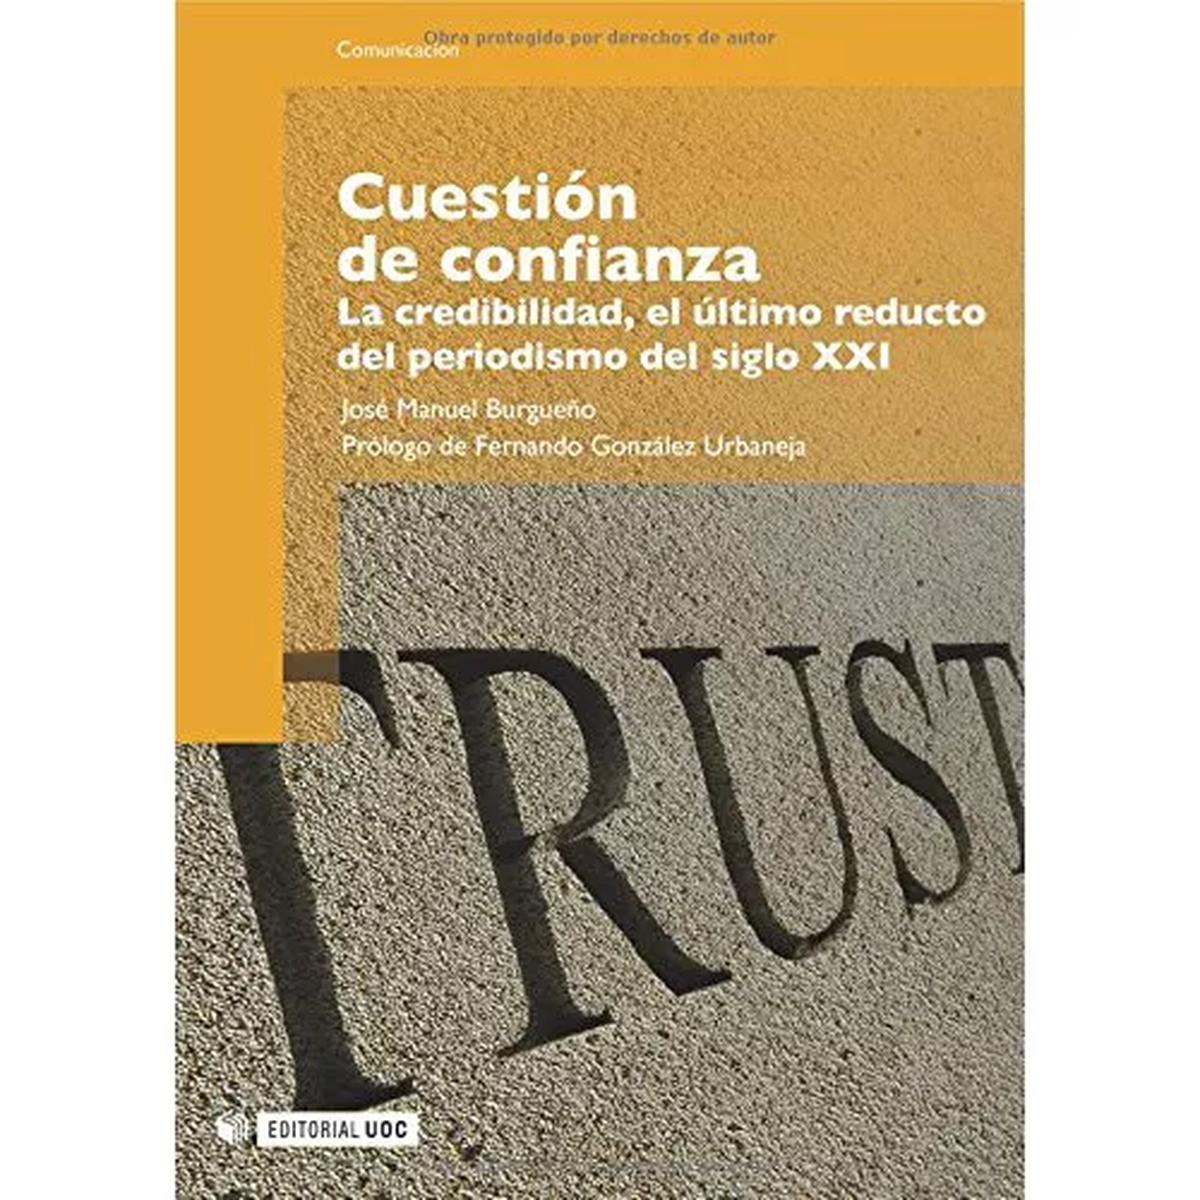 Obra protegido por derechos de autor
Comunicación
Cuestión
de confianza
La credibilidad, el último reducto
del periodismo del siglo XXI
José Manuel Burgueño
Prólogo de Fernando González Urbaneja
TRUST
EDITORIAL UOC